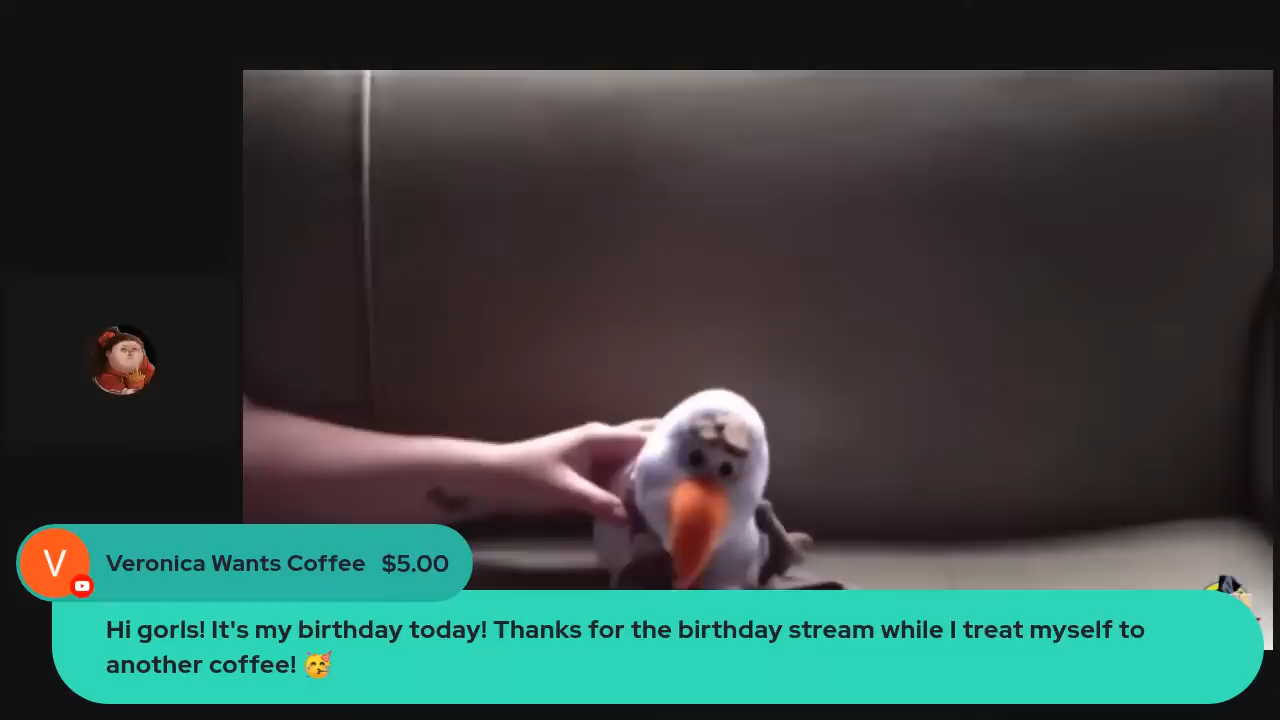 V
Veronica Wants Coffee $5.00
Hi gorls! It's my birthday today! Thanks for the birthday stream while I treat myself to
another coffee! 🥳